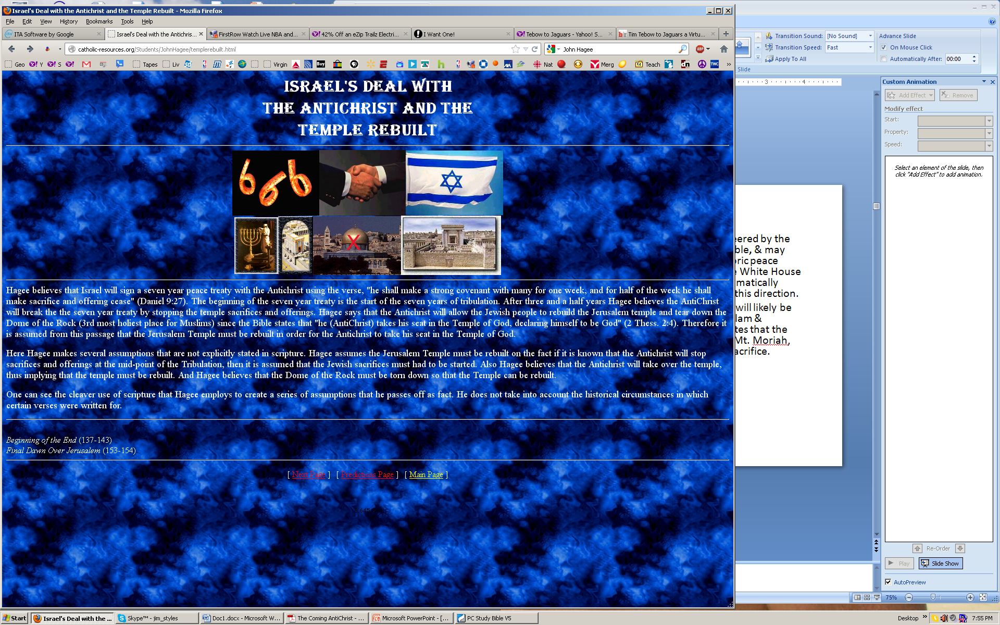 Israel's Deal with the Antichrist and the Temple Rebuilt - Mozilla Firefox
File Edit View History Bookmarks Tools Help
ITA Software by Google
Israel's Deal with the Antichris...
FirstRow Watch Live NBA and...
42% Off an eZip Trailz Electri...
I Want One!
Tebow to Jaguars - Yahoo! S...
Tim Tebow to Jaguars a Virtu...
catholic-resources.org/Students/JohnHagee/templerebuilt.html
John Hagee
ABP
Geo Y S Tapes Liv Virgin Buy Nat Merg Teach dn TWC
ISRAEL'S DEAL WITH
THE ANTICHRIST AND THE
TEMPLE REBUILT
666
X
Hagee believes that Israel will sign a seven year peace treaty with the Antichrist using the verse, "he shall make a strong covenant with many for one week, and for half of the week he shall
make sacrifice and offering cease" (Daniel 9:27). The beginning of the seven year treaty is the start of the seven years of tribulation. After three and a half years Hagee believes the AntiChrist
will break the the seven year treaty by stopping the temple sacrifices and offerings. Hagee says that the Antichrist will allow the Jewish people to rebuild the Jerusalem temple and tear down the
Dome of the Rock (3rd most holiest place for Muslims) since the Bible states that "he (AntiChrist) takes his seat in the Temple of God, declaring himself to be God" (2 Thess. 2:4). Therefore it
is assumed from this passage that the Jerusalem Temple must be rebuilt in order for the Antichrist to take his seat in the Temple of God.
Here Hagee makes several assumptions that are not explicitly stated in scripture. Hagee assumes the Jerusalem Temple must be rebuilt on the fact if it is known that the Antichrist will stop
sacrifices and offerings at the mid-point of the Tribulation, then it is assumed that the Jewish sacrifices must had to be started. Also Hagee believes that the Antichrist will take over the temple,
thus implying that the temple must be rebuilt. And Hagee believes that the Dome of the Rock must be torn down so that the Temple can be rebuilt.
One can see the cleaver use of scripture that Hagee employs to create a series of assumptions that he passes off as fact. He does not take into account the historical circumstances in which
certain verses were written for.
Beginning of the End (137-143)
Final Dawn Over Jerusalem (153-154)
[ Next ] [ Predictions Page ] [ Main Page ]
Transition Sound: [No Sound]
Transition Speed: Fast
Apply To All
Advance Slide
On Mouse Click
Automatically After: 00:00
Slide
3 4
eered by the
ble, & may
oric peace
White House
matically
this direction.
will likely be
lam &
tes that the
Mt. Moriah,
acrifice.
Custom Animation
Add Effect
Remove
Modify effect
Start:
Property:
Speed:
Select an element of the slide, then
click "Add Effect" to add animation.
Re-Order
Play
Slide Show
AutoPreview
75%
Start
Israel's Deal with the ...
Skype™ - jim_styles
Doc1.docx - Microsoft W...
The Coming AntiChrist - ...
Microsoft PowerPoint - [...
PC Study Bible V5
Desktop
7:55 PM